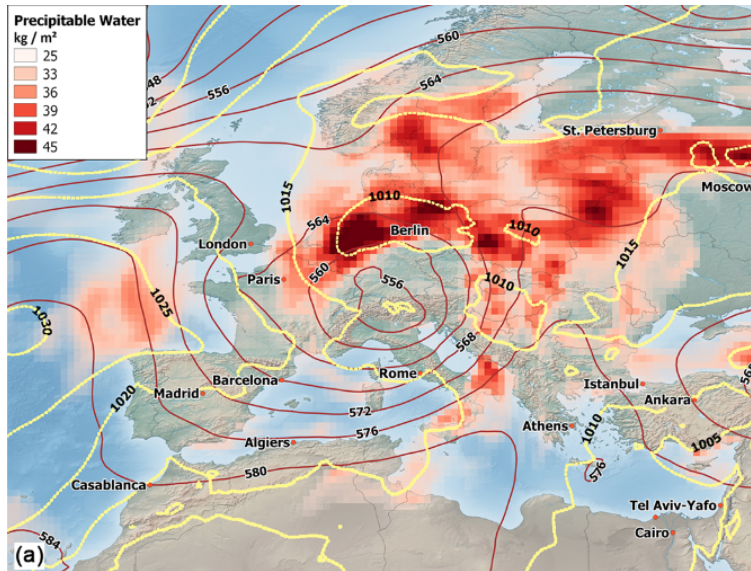 Precipitable Water
kg / m²
25
33
36
39
42
45
548
556
560
564
St. Petersburg
Moscow
1015
1010
564
Berlin
1010
London
560
1015
Paris
556
1010
1025
1030
568
Rome
Istanbul
Barcelona
Madrid
1020
Ankara
572
Athens
1010
576
Algiers
1005
580
576
Casablanca
Tel Aviv-Yafo
584
Cairo
(a)